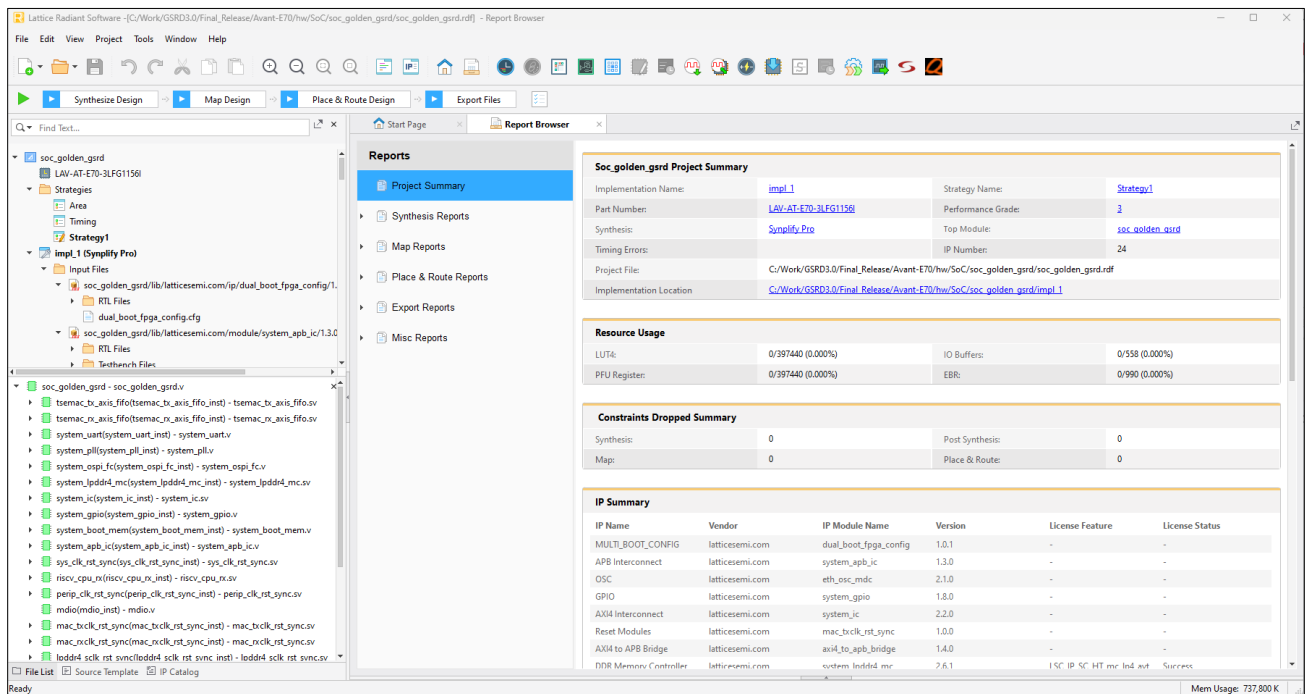 Lattice Radiant Software -[C:/Work/GSRD3.0/Final_Release/Avant-E70/hw/SoC/soc_golden_gsrd/soc_golden_gsrd.rdf] - Report Browser
File Edit View Project Tools Window Help
Synthesize Design Map Design Place & Route Design Export Files
Find Text...
soc_golden_gsrd
LAV-AT-E70-3LFG1156I
Strategies
Area
Timing
Strategy1
impl_1 (Synplify Pro)
Input Files
soc_golden_gsrd/lib/latticesemi.com/ip/dual_boot_fpga_config/1.
RTL Files
dual_boot_fpga_config.cfg
soc_golden_gsrd/lib/latticesemi.com/module/system_apb_ic/1.3.0
RTL Files
Testbench Files
soc_golden_gsrd - soc_golden_gsrd.v
tsemac_tx_axis_fifo(tsemac_tx_axis_fifo_inst) - tsemac_tx_axis_fifo.sv
tsemac_rx_axis_fifo(tsemac_rx_axis_fifo_inst) - tsemac_rx_axis_fifo.sv
system_uart(system_uart_inst) - system_uart.v
system_pll(system_pll_inst) - system_pll.v
system_ospi_fc(system_ospi_fc_inst) - system_ospi_fc.v
system_lpddr4_mc(system_lpddr4_mc_inst) - system_lpddr4_mc.sv
system_ic(system_ic_inst) - system_ic.sv
system_gpio(system_gpio_inst) - system_gpio.v
system_boot_mem(system_boot_mem_inst) - system_boot_mem.v
system_apb_ic(system_apb_ic_inst) - system_apb_ic.v
sys_clk_rst_sync(sys_clk_rst_sync_inst) - sys_clk_rst_sync.sv
riscv_cpu_rx(riscv_cpu_rx_inst) - riscv_cpu_rx.sv
perip_clk_rst_sync(perip_clk_rst_sync_inst) - perip_clk_rst_sync.sv
mdio(mdio_inst) - mdio.v
mac_txclk_rst_sync(mac_txclk_rst_sync_inst) - mac_txclk_rst_sync.sv
mac_rxclk_rst_sync(mac_rxclk_rst_sync_inst) - mac_rxclk_rst_sync.sv
lpddr4_sclk_rst_sync(lpddr4_sclk_rst_sync_inst) - lpddr4_sclk_rst_sync.sv
File List Source Template IP Catalog
Start Page Report Browser
Reports
Project Summary
Synthesis Reports
Map Reports
Place & Route Reports
Export Reports
Misc Reports
Soc_golden_gsrd Project Summary
Implementation Name: impl_1 Strategy Name: Strategy1
Part Number: LAV-AT-E70-3LFG1156I Performance Grade: 3
Synthesis: Synplify Pro Top Module: soc_golden_gsrd
Timing Errors: IP Number: 24
Project File: C:/Work/GSRD3.0/Final_Release/Avant-E70/hw/SoC/soc_golden_gsrd/soc_golden_gsrd.rdf
Implementation Location C:/Work/GSRD3.0/Final_Release/Avant-E70/hw/SoC/soc_golden_gsrd/impl_1
Resource Usage
LUT4: 0/397440 (0.000%) IO Buffers: 0/558 (0.000%)
PFU Register: 0/397440 (0.000%) EBR: 0/990 (0.000%)
Constraints Dropped Summary
Synthesis: 0 Post Synthesis: 0
Map: 0 Place & Route: 0
IP Summary
IP Name Vendor IP Module Name Version License Feature License Status
MULTI_BOOT_CONFIG latticesemi.com dual_boot_fpga_config 1.0.1 - -
APB Interconnect latticesemi.com system_apb_ic 1.3.0 - -
OSC latticesemi.com eth_osc_mdc 2.1.0 - -
GPIO latticesemi.com system_gpio 1.8.0 - -
AXI4 Interconnect latticesemi.com system_ic 2.2.0 - -
Reset Modules latticesemi.com mac_txclk_rst_sync 1.0.0 - -
AXI4 to APB Bridge latticesemi.com axi4_to_apb_bridge 1.4.0 - -
DDR Memory Controller latticesemi.com system_lpddr4_mc 2.6.1 LSC_IP_SC_HT_mc_lp4_avt Success
Ready Mem Usage: 737,800 K